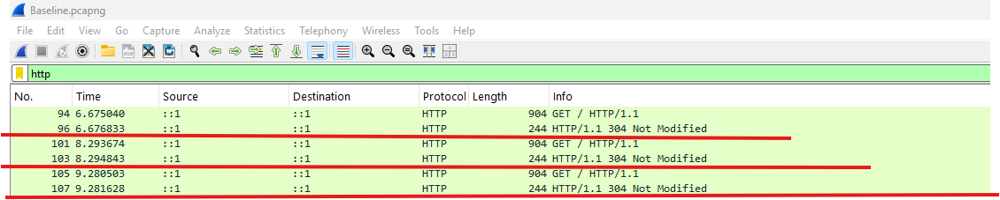 Baseline.pcapng
File Edit View Go Capture Analyze Statistics Telephony Wireless Tools Help
http
No. Time Source Destination Protocol Length Info
94 6.675040 ::1 ::1 HTTP 904 GET / HTTP/1.1
96 6.676833 ::1 ::1 HTTP 244 HTTP/1.1 304 Not Modified
101 8.293674 ::1 ::1 HTTP 904 GET / HTTP/1.1
103 8.294843 ::1 ::1 HTTP 244 HTTP/1.1 304 Not Modified
105 9.280503 ::1 ::1 HTTP 904 GET / HTTP/1.1
107 9.281628 ::1 ::1 HTTP 244 HTTP/1.1 304 Not Modified